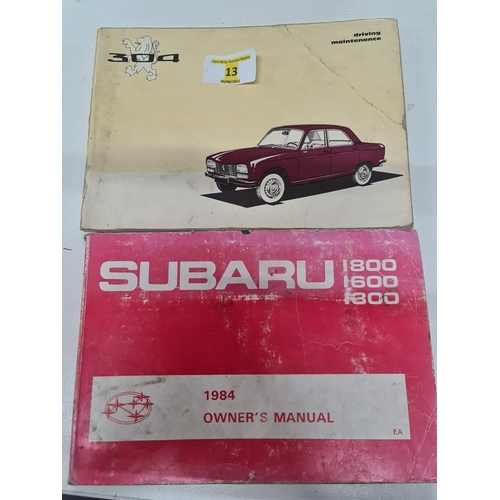 304
driving
maintenance
13
SUBARU
1800
1600
1300
1984
OWNER'S MANUAL
EA